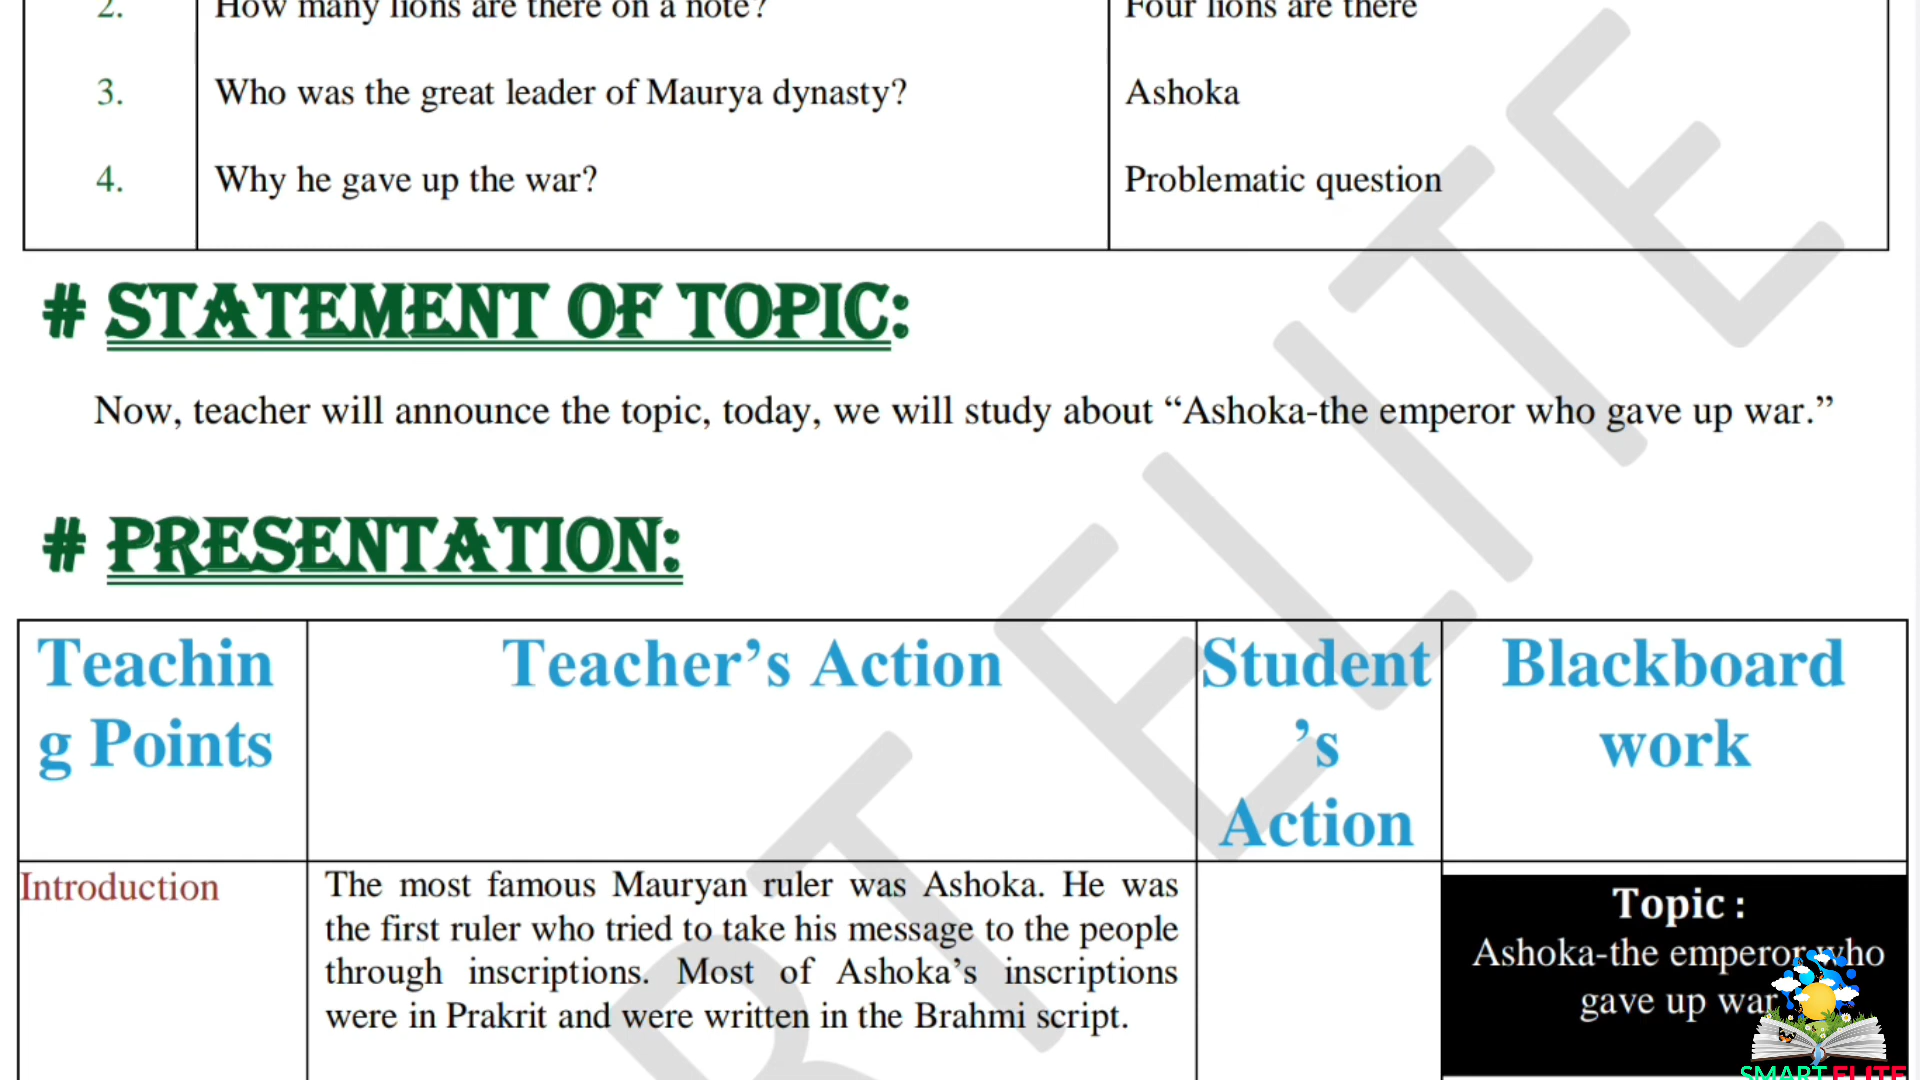 2. How many lions are there on a note? Four lions are there
3. Who was the great leader of Maurya dynasty? Ashoka
4. Why he gave up the war? Problematic question
# STATEMENT OF TOPIC:
Now, teacher will announce the topic, today, we will study about “Ashoka-the emperor who gave up war.”
# PRESENTATION:
Teachin
g Points
Teacher’s Action
Student
’s
Action
Blackboard
work
Introduction
The most famous Mauryan ruler was Ashoka. He was
the first ruler who tried to take his message to the people
through inscriptions. Most of Ashoka’s inscriptions
were in Prakrit and were written in the Brahmi script.
Topic :
Ashoka-the emperor who
gave up war
SMART ELITE
RT ELITE